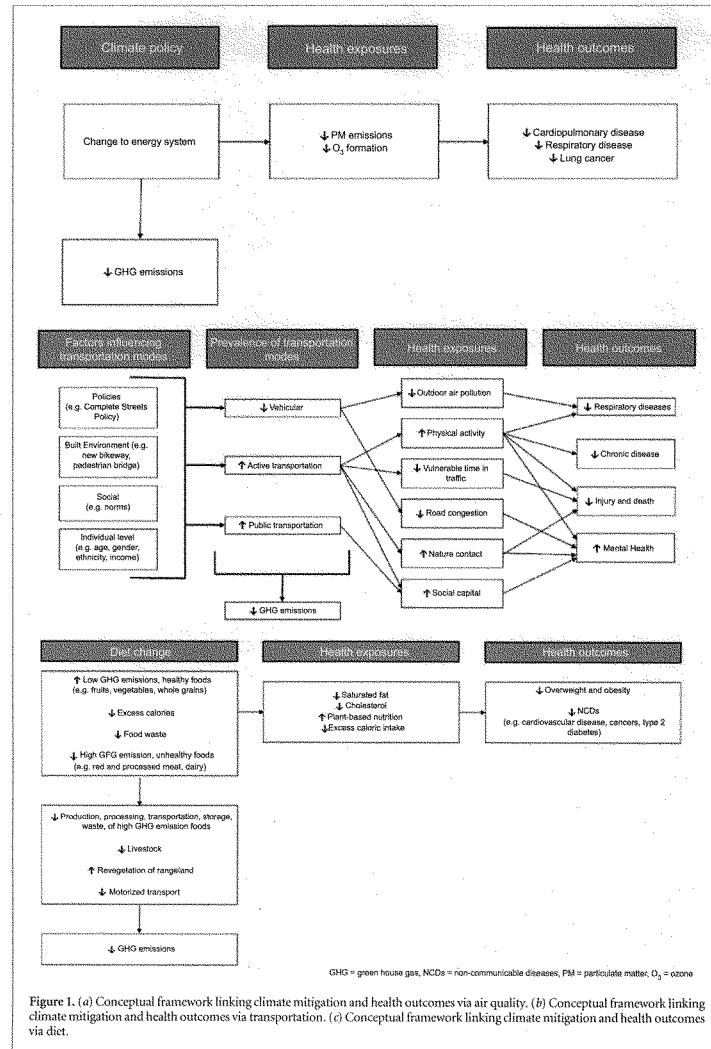 Climate policy
Health exposures
Health outcomes
Change to energy system
↓ PM emissions
↓ O₃ formation
↓ Cardiopulmonary disease
↓ Respiratory disease
↓ Lung cancer
↓ GHG emissions
Factors influencing
transportation modes
Prevalence of transportation
modes
Health exposures
Health outcomes
Policies
(e.g. Complete Streets
Policy)
Built Environment (e.g.
new bikeway,
pedestrian bridge)
Social
(e.g. norms)
Individual level
(e.g. age, gender,
ethnicity, income)
↓ Vehicular
↑ Active transportation
↑ Public transportation
↓ GHG emissions
↓ Outdoor air pollution
↑ Physical activity
↓ Vulnerable time in
traffic
↓ Road congestion
↑ Nature contact
↑ Social capital
↓ Respiratory diseases
↓ Chronic disease
↓ Injury and death
↑ Mental Health
Diet change
Health exposures
Health outcomes
↑ Low GHG emissions, healthy foods
(e.g. fruits, vegetables, whole grains)
↓ Excess calories
↓ Food waste
↓ High GFG emission, unhealthy foods
(e.g. red and processed meat, dairy)
↓ Saturated fat
↓ Cholesterol
↑ Plant-based nutrition
↓Excess caloric intake
↓ Overweight and obesity
↓ NCDs
(e.g. cardiovascular disease, cancers, type 2
diabetes)
↓ Production, processing, transportation, storage,
waste, of high GHG emission foods
↓ Livestock
↑ Revegetation of rangeland
↓ Motorized transport
↓ GHG emissions
GHG = green house gas, NCDs = non-communicable diseases, PM = particulate matter, O₃ = ozone
Figure 1. (a) Conceptual framework linking climate mitigation and health outcomes via air quality. (b) Conceptual framework linking
climate mitigation and health outcomes via transportation. (c) Conceptual framework linking climate mitigation and health outcomes
via diet.